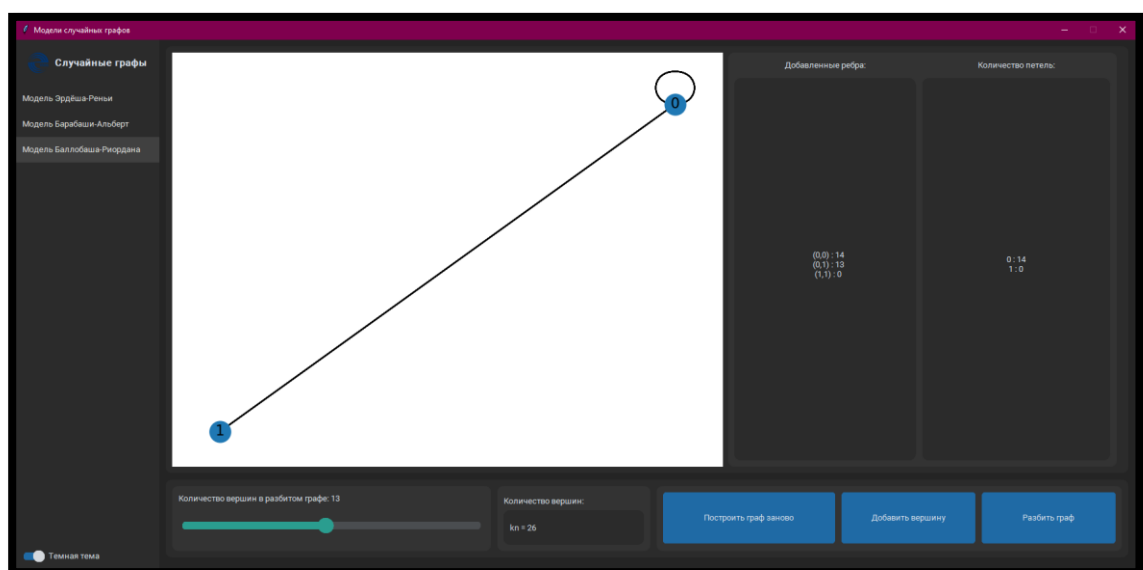 Модели случайных графов
Случайные графы
Модель Эрдёша-Реньи
Модель Барабаши-Альберт
Модель Баллобаша-Риордана
0
1
Добавленные ребра:
(0,0) : 14
(0,1) : 13
(1,1) : 0
Количество петель:
0 : 14
1 : 0
Количество вершин в разбитом графе: 13
Количество вершин:
kn = 26
Построить граф заново
Добавить вершину
Разбить граф
Темная тема